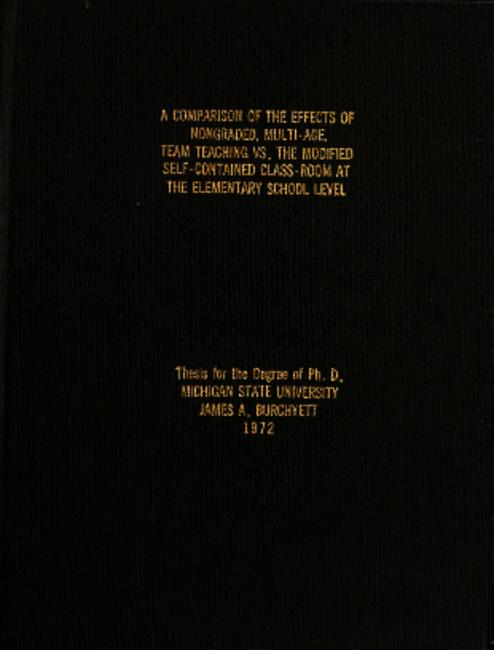 A COMPARISON OF THE EFFECTS OF
NONGRADED, MULTI-AGE,
TEAM TEACHING VS. THE MODIFIED
SELF-CONTAINED CLASS-ROOM AT
THE ELEMENTARY SCHOOL LEVEL
Thesis for the Degree of Ph. D.
MICHIGAN STATE UNIVERSITY
JAMES A. BURCHYETT
1972